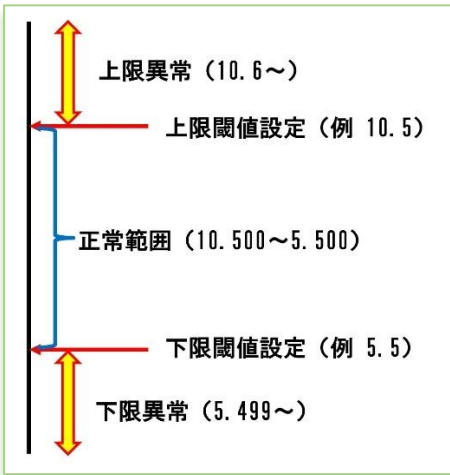 上限異常（10.6～）
上限閾値設定（例 10.5）
正常範囲（10.500～5.500）
下限閾値設定（例 5.5）
下限異常（5.499～）